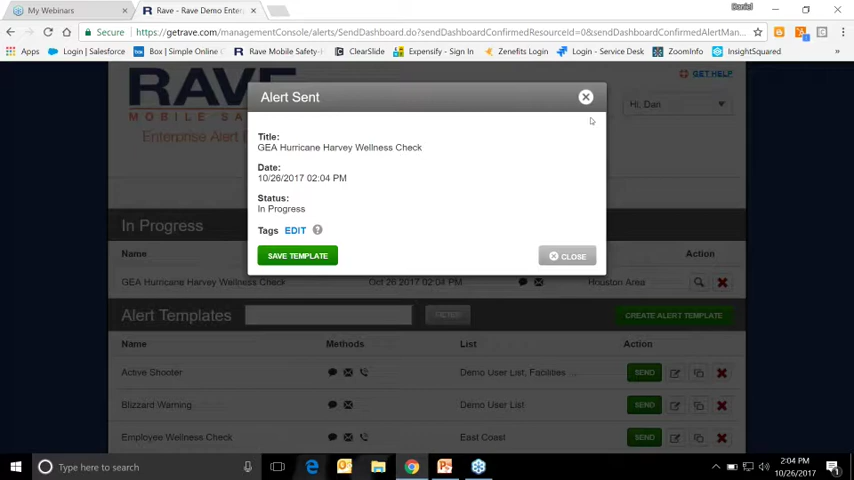 My Webinars
Rave - Rave Demo Enter
Daniel
Secure
https://getrave.com/managementConsole/alerts/SendDashboard.do?sendDashboardConfirmedResourceId=0&sendDashboardConfirmedAlertMan...
Apps
Login | Salesforce
Box | Simple Online C
Rave Mobile Safety-
ClearSlide
Expensify - Sign In
Zenefits Login
Login - Service Desk
ZoomInfo
InsightSquared
RAVE
MOBILE SA
Enterprise Alert
GET HELP
Hi, Dan
Alert Sent
Title:
GEA Hurricane Harvey Wellness Check
Date:
10/26/2017 02:04 PM
Status:
In Progress
Tags EDIT ?
SAVE TEMPLATE
CLOSE
In Progress
Name
Action
GEA Hurricane Harvey Wellness Check
Oct 26 2017 02:04 PM
Houston Area
Alert Templates
FILTER
CREATE ALERT TEMPLATE
Name
Methods
List
Action
Active Shooter
Demo User List, Facilities ...
SEND
Blizzard Warning
Demo User List
SEND
Employee Wellness Check
East Coast
SEND
Type here to search
2:04 PM
10/26/2017